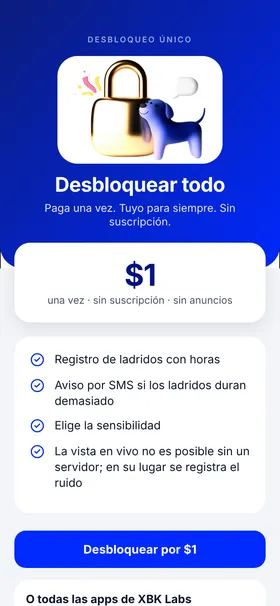 DESBLOQUEO ÚNICO
Desbloquear todo
Paga una vez. Tuyo para siempre. Sin
suscripción.
$1
una vez · sin suscripción · sin anuncios
Registro de ladridos con horas
Aviso por SMS si los ladridos duran
demasiado
Elige la sensibilidad
La vista en vivo no es posible sin un
servidor; en su lugar se registra el
ruido
Desbloquear por $1
O todas las apps de XBK Labs